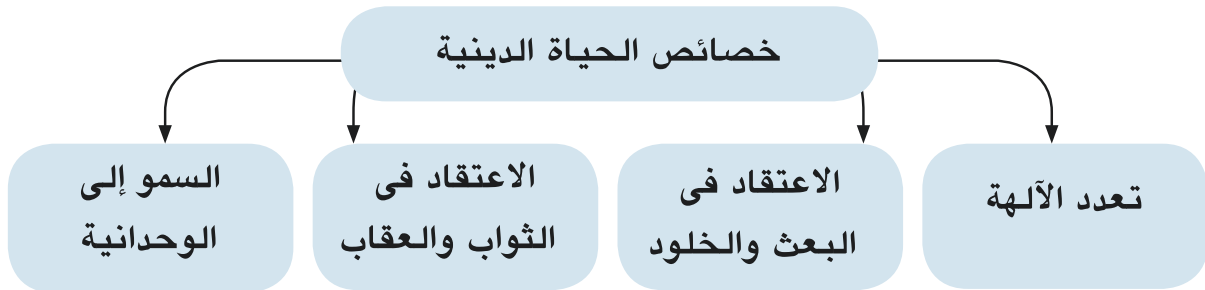 خصائص الحياة الدينية
تعدد الآلهة
الاعتقاد فى
البعث والخلود
الاعتقاد فى
الثواب والعقاب
السمو إلى
الوحدانية